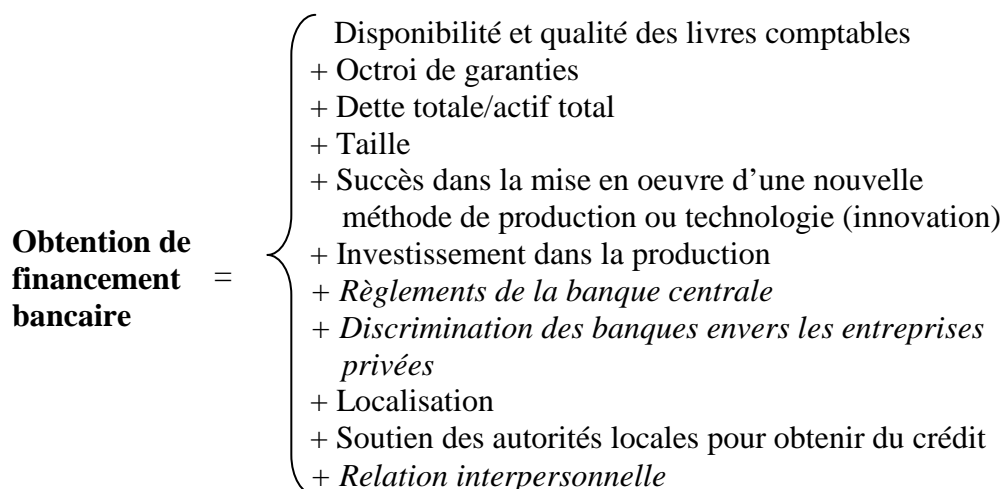 Disponibilité et qualité des livres comptables
+ Octroi de garanties
+ Dette totale/actif total
+ Taille
+ Succès dans la mise en oeuvre d’une nouvelle
méthode de production ou technologie (innovation)
Obtention de
financement =
bancaire
+ Investissement dans la production
+ Règlements de la banque centrale
+ Discrimination des banques envers les entreprises
privées
+ Localisation
+ Soutien des autorités locales pour obtenir du crédit
+ Relation interpersonnelle